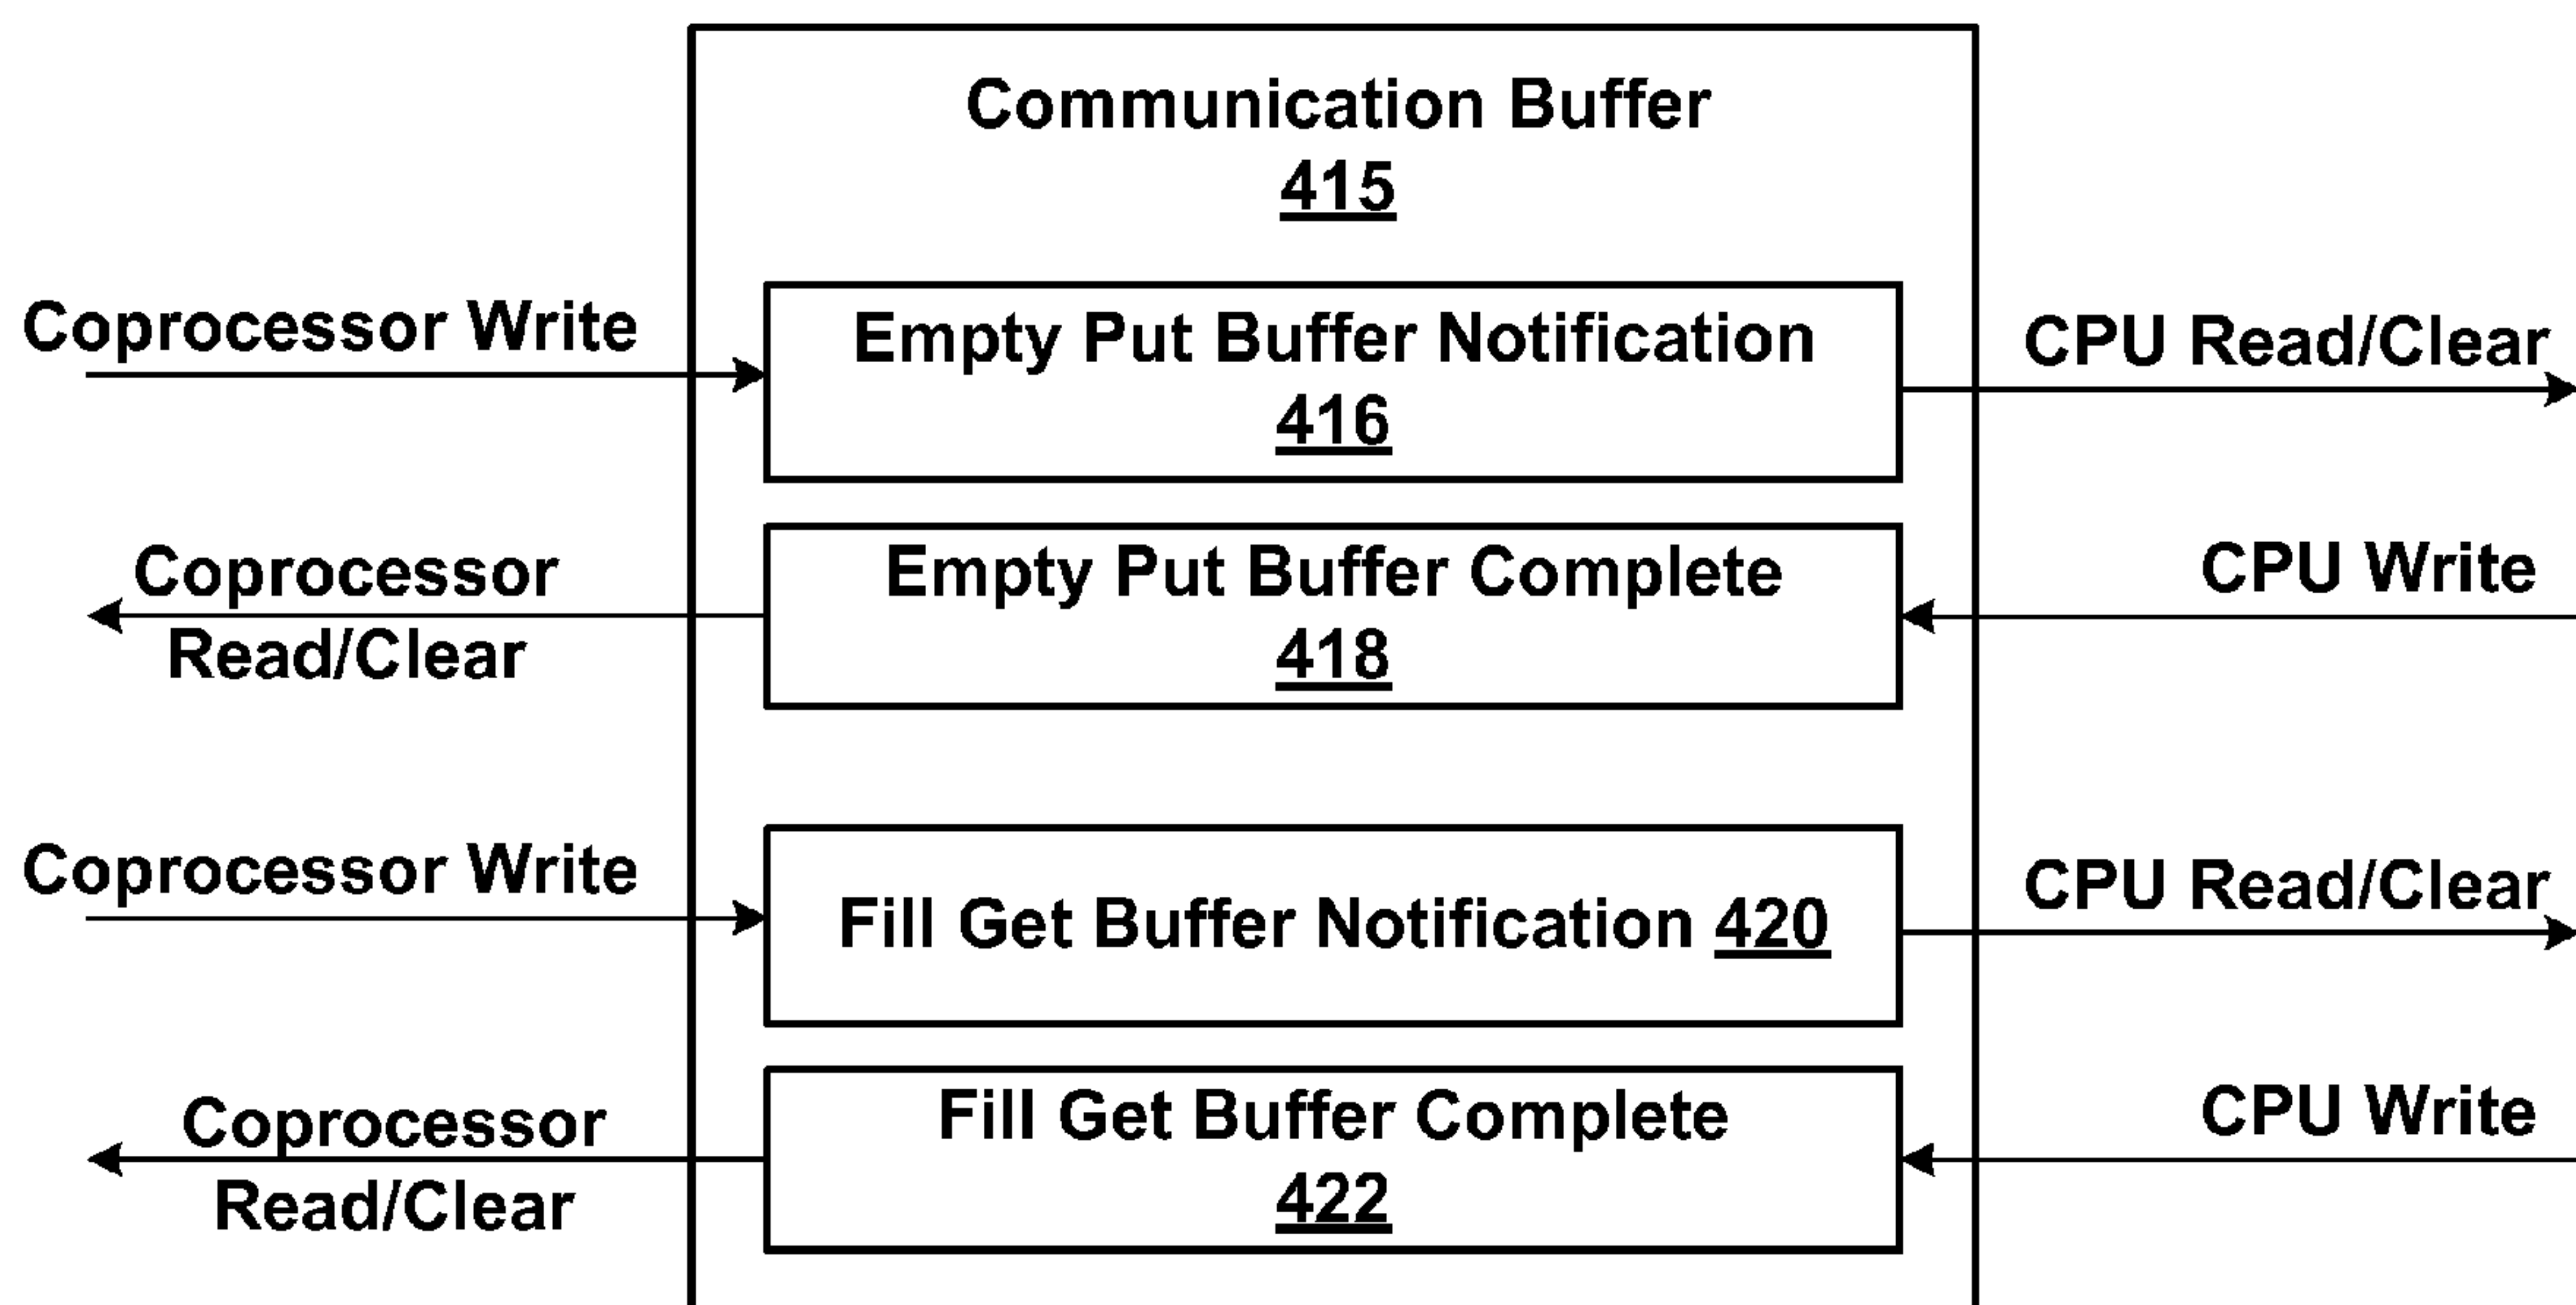 Communication Buffer
415
Coprocessor Write
Empty Put Buffer Notification
416
CPU Read/Clear
Coprocessor
Read/Clear
Empty Put Buffer Complete
418
CPU Write
Coprocessor Write
Fill Get Buffer Notification 420
CPU Read/Clear
Coprocessor
Read/Clear
Fill Get Buffer Complete
422
CPU Write